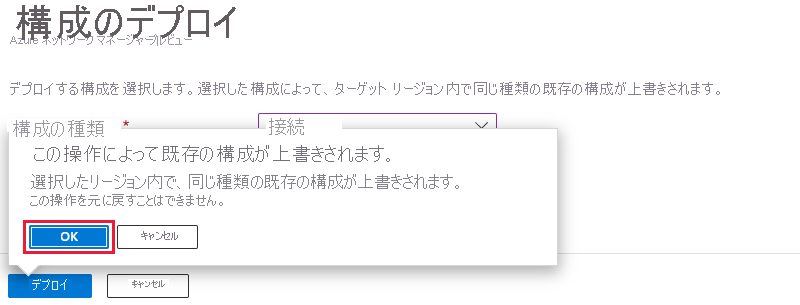 構成のデプロイ
Azure ネットワーク マネージャープレビュー
デプロイする構成を選択します。選択した構成によって、ターゲット リージョン内で同じ種類の既存の構成が上書きされます。
構成の種類 * 接続
この操作によって既存の構成が上書きされます。
選択したリージョン内で、同じ種類の既存の構成が上書きされます。
この操作を元に戻すことはできません。
OK キャンセル
デプロイ キャンセル